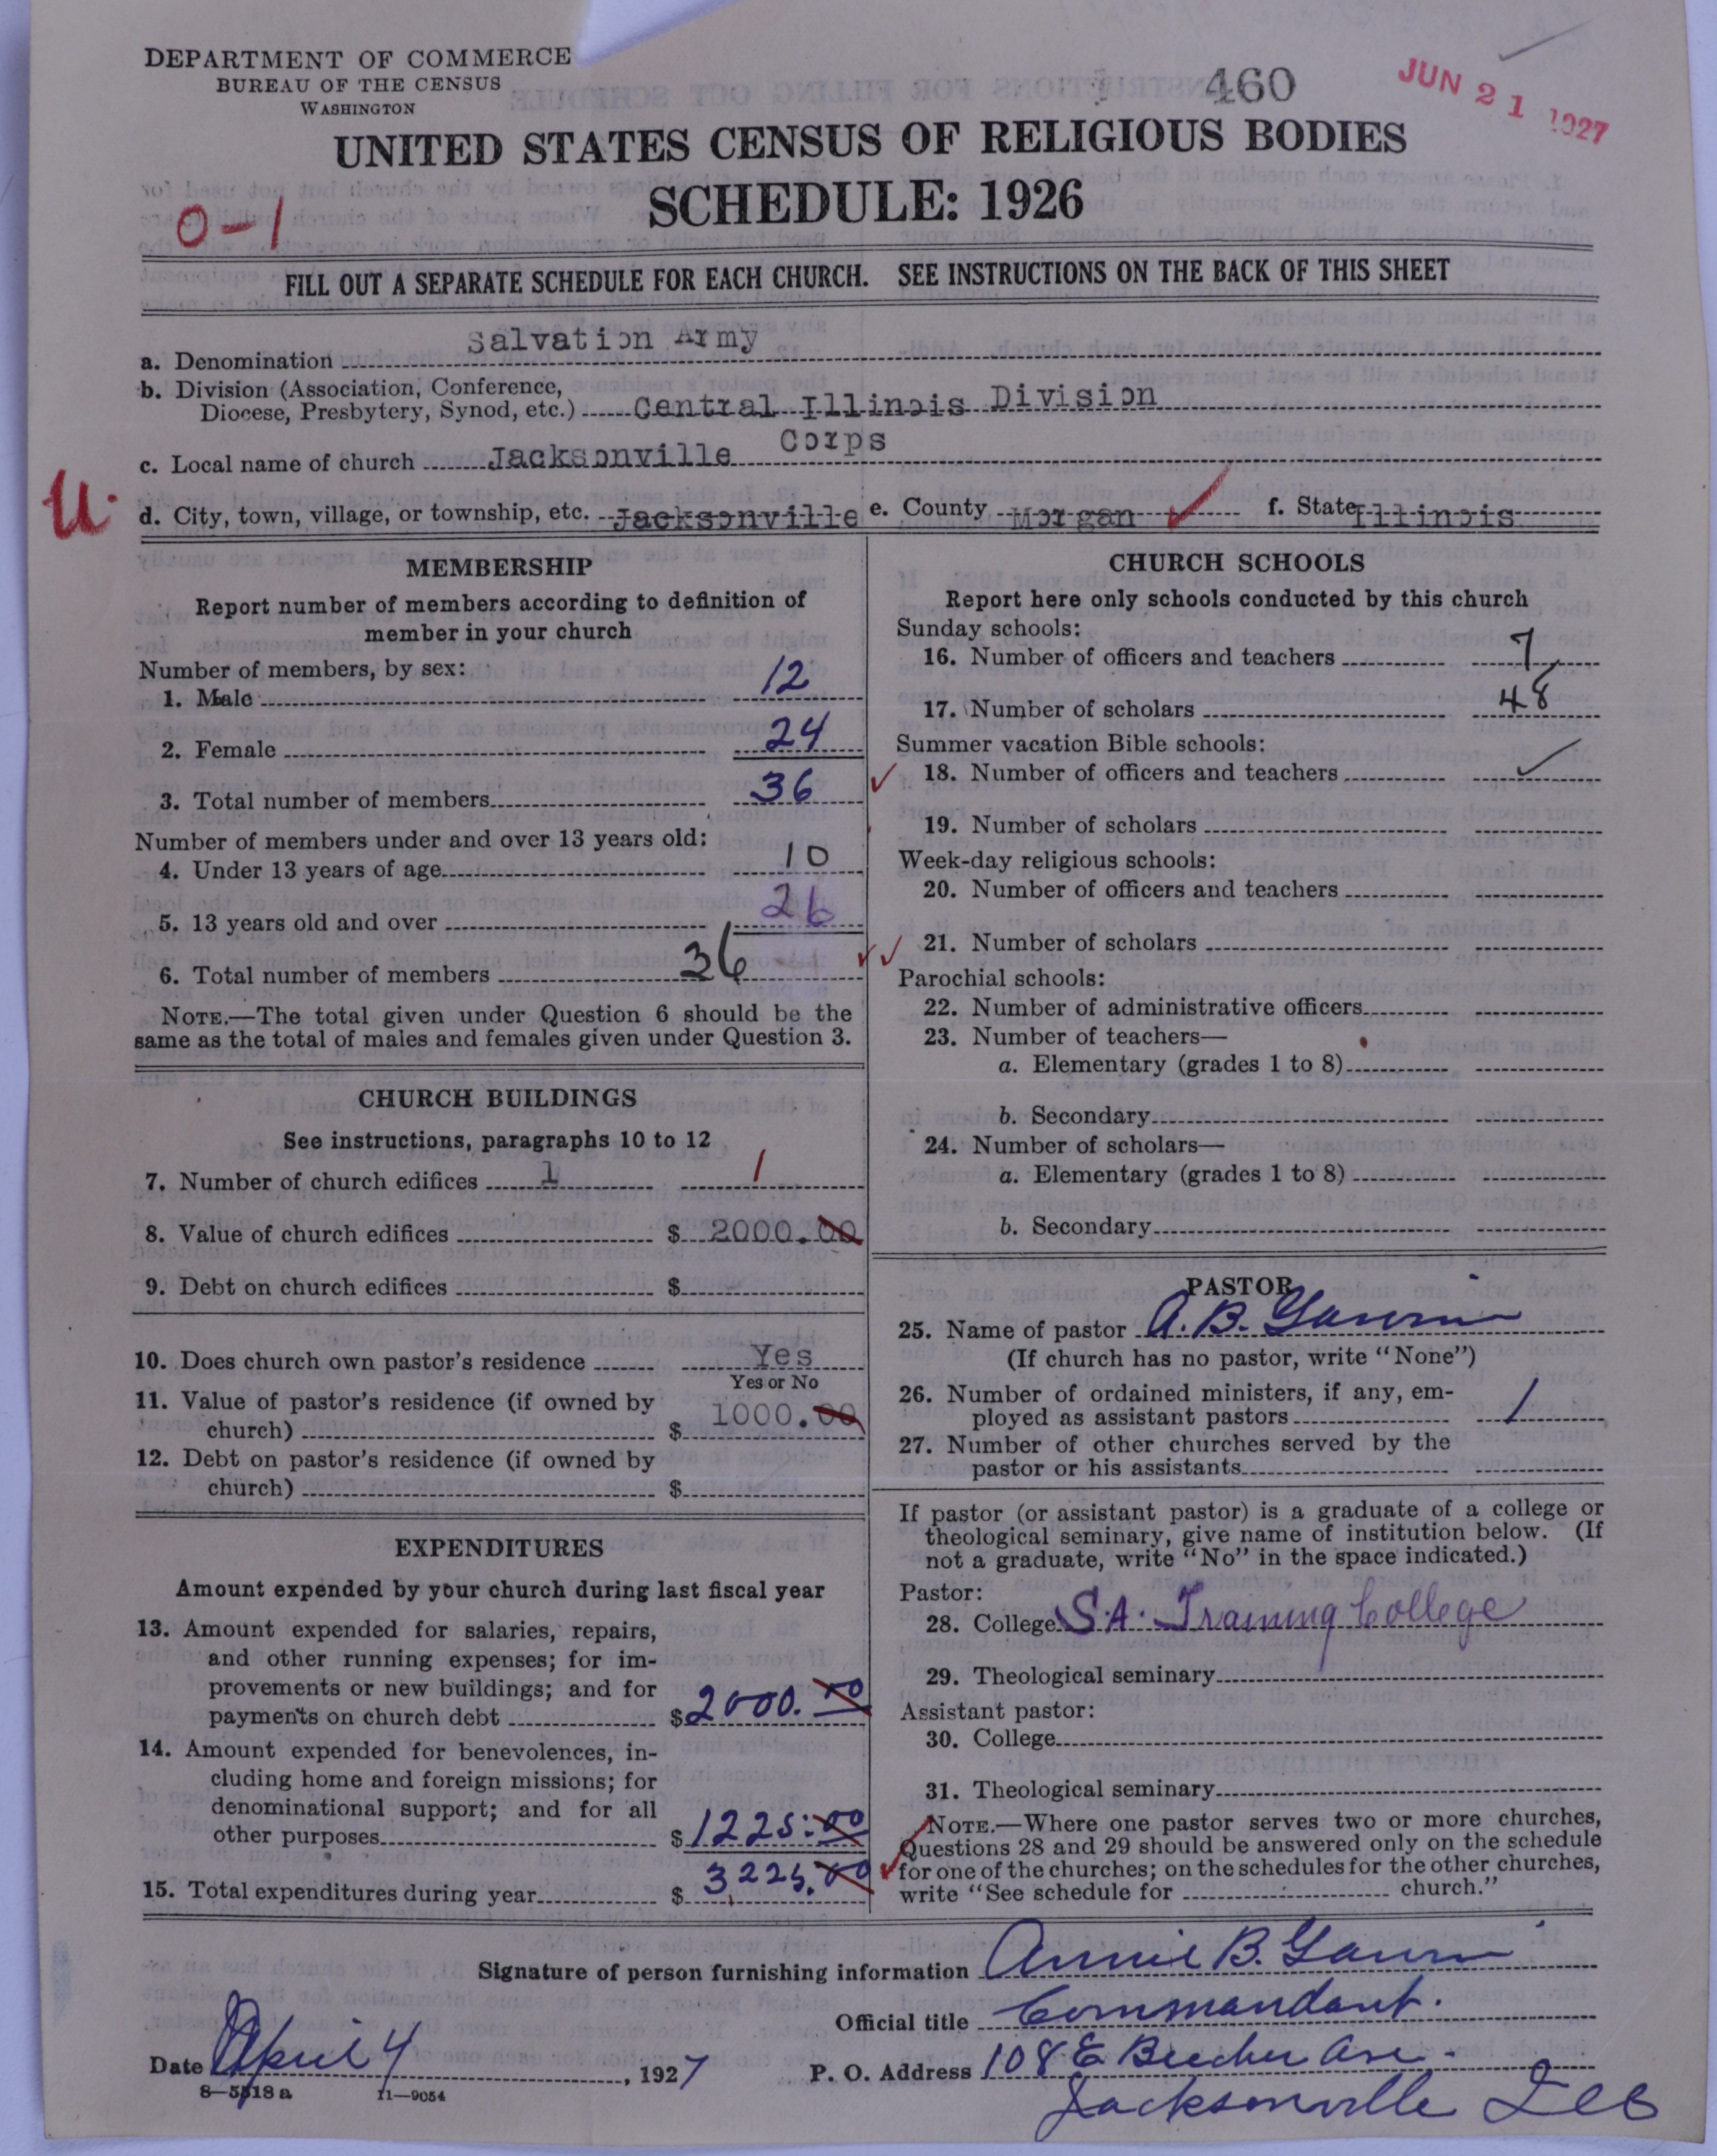 DEPARTMENT OF COMMERCE
BUREAU OF THE CENSUS
WASHINGTON
460
JUN 21 1927
UNITED STATES CENSUS OF RELIGIOUS BODIES
SCHEDULE: 1926
0-1
FILL OUT A SEPARATE SCHEDULE FOR EACH CHURCH. SEE INSTRUCTIONS ON THE BACK OF THIS SHEET
a. Denomination Salvation Army
b. Division (Association, Conference,
Diocese, Presbytery, Synod, etc.) Central Illinois Division
c. Local name of church Jacksonville Corps
U.
d. City, town, village, or township, etc. Jacksonville e. County Morgan ✓ f. State Illinois
MEMBERSHIP
Report number of members according to definition of
member in your church
Number of members, by sex:
1. Male 12
2. Female 24
3. Total number of members 36
Number of members under and over 13 years old:
4. Under 13 years of age 10
5. 13 years old and over 26
6. Total number of members 36
NOTE.—The total given under Question 6 should be the
same as the total of males and females given under Question 3.
CHURCH BUILDINGS
See instructions, paragraphs 10 to 12
7. Number of church edifices 1 1
8. Value of church edifices $ 2000.00
9. Debt on church edifices $
10. Does church own pastor's residence Yes
Yes or No
11. Value of pastor's residence (if owned by
church) $ 1000.00
12. Debt on pastor's residence (if owned by
church) $
EXPENDITURES
Amount expended by your church during last fiscal year
13. Amount expended for salaries, repairs,
and other running expenses; for im-
provements or new buildings; and for
payments on church debt $ 2000.00
14. Amount expended for benevolences, in-
cluding home and foreign missions; for
denominational support; and for all
other purposes $ 1225:00
15. Total expenditures during year $ 3,225.00
CHURCH SCHOOLS
Report here only schools conducted by this church
Sunday schools:
16. Number of officers and teachers 7
17. Number of scholars 48
Summer vacation Bible schools:
✓ 18. Number of officers and teachers ✓
19. Number of scholars
Week-day religious schools:
20. Number of officers and teachers
✓✓ 21. Number of scholars
Parochial schools:
22. Number of administrative officers
23. Number of teachers—
a. Elementary (grades 1 to 8)
b. Secondary
24. Number of scholars—
a. Elementary (grades 1 to 8)
b. Secondary
PASTOR
25. Name of pastor A. B.
(If church has no pastor, write "None")
26. Number of ordained ministers, if any, em-
ployed as assistant pastors 1
27. Number of other churches served by the
pastor or his assistants
If pastor (or assistant pastor) is a graduate of a college or
theological seminary, give name of institution below. (If
not a graduate, write "No" in the space indicated.)
Pastor:
28. College S.A. Training College
29. Theological seminary
Assistant pastor:
30. College
31. Theological seminary
NOTE.—Where one pastor serves two or more churches,
Questions 28 and 29 should be answered only on the schedule
✓ for one of the churches; on the schedules for the other churches,
write "See schedule for church."
Signature of person furnishing information Annie B.
Official title Commandant.
Date April 4, 1927 P. O. Address 108 E Beecher Ave.
Jacksonville Ill
8—5518 a 11—9054